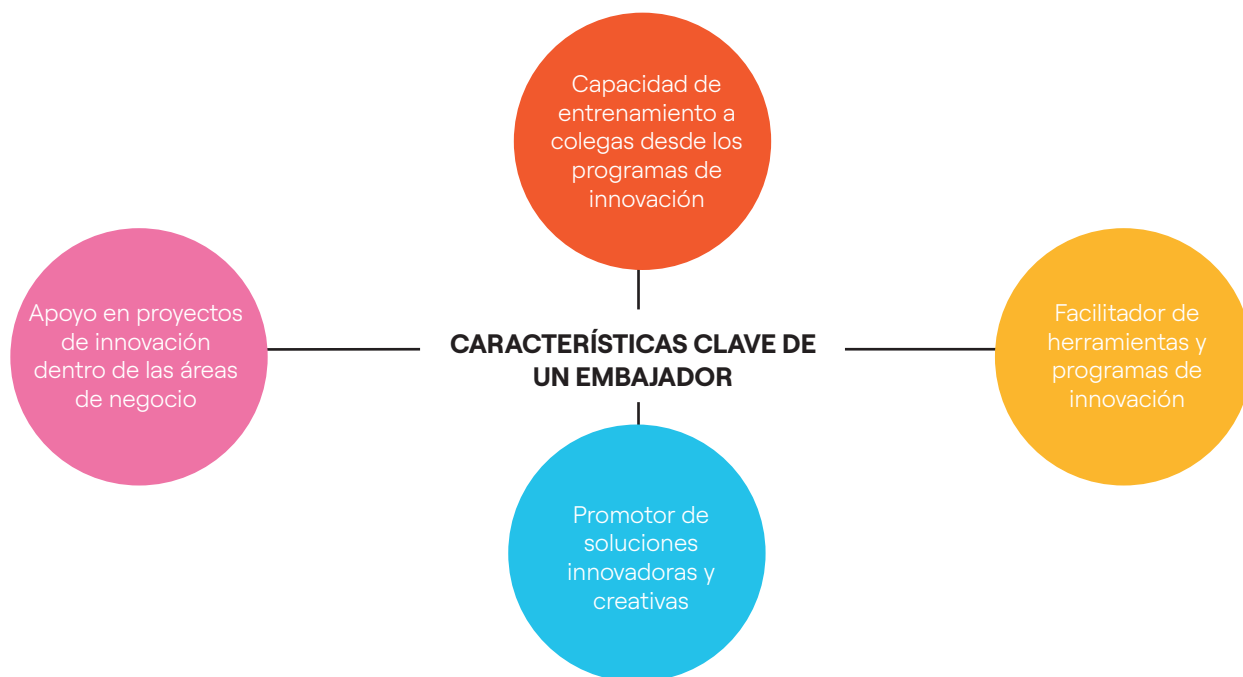 Capacidad de
entrenamiento a
colegas desde los
programas de
innovación
Apoyo en proyectos
de innovación
dentro de las áreas
de negocio
CARACTERÍSTICAS CLAVE DE
UN EMBAJADOR
Facilitador de
herramientas y
programas de
innovación
Promotor de
soluciones
innovadoras y
creativas